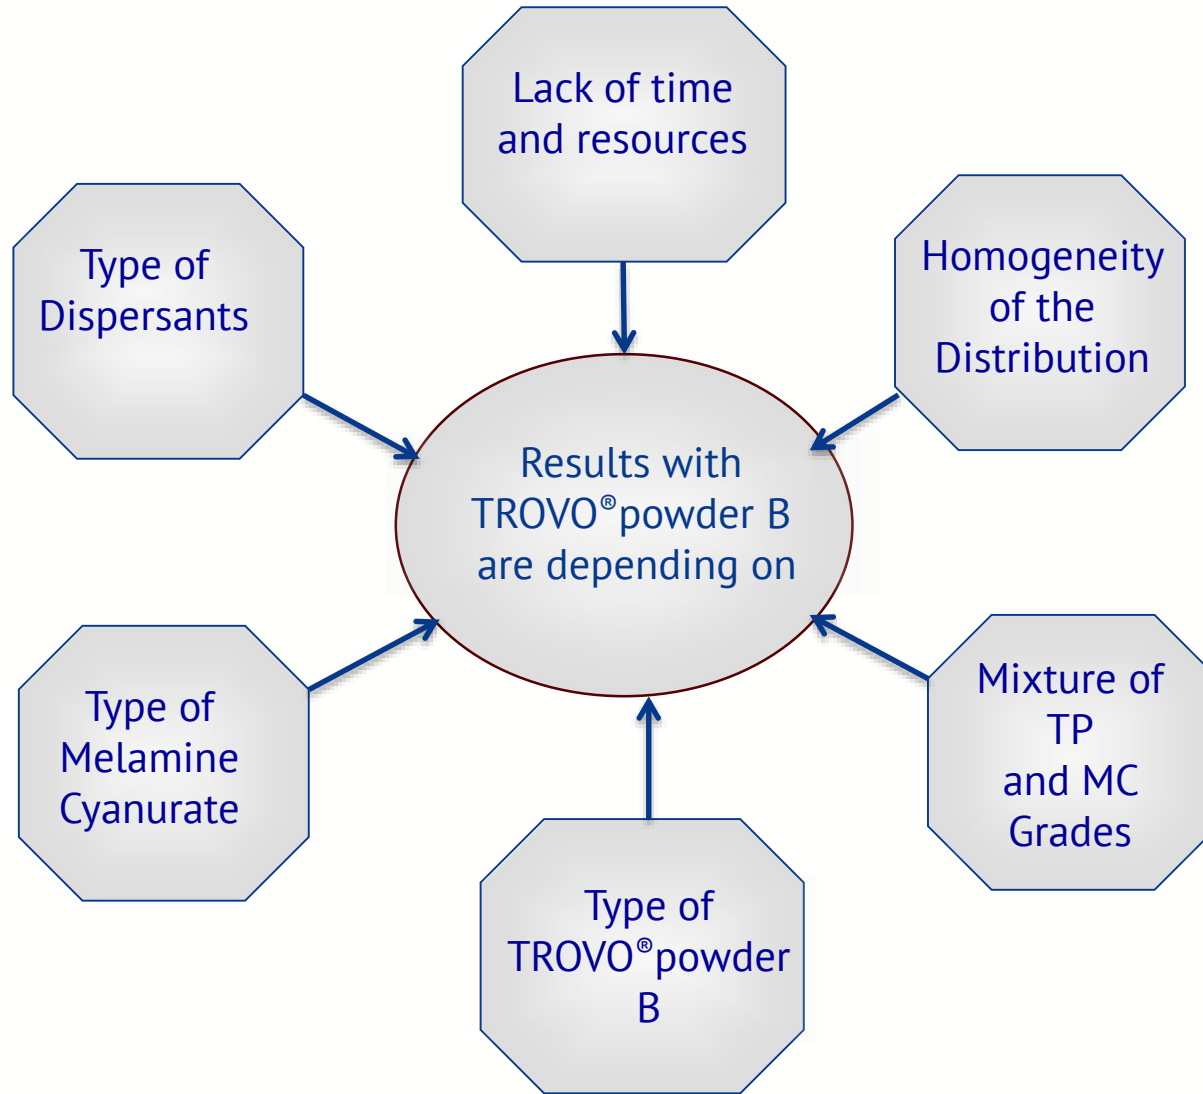 Lack of time
and resources
Type of
Dispersants
Homogeneity
of the
Distribution
Results with
TROVO®powder B
are depending on
Type of
Melamine
Cyanurate
Mixture of
TP
and MC
Grades
Type of
TROVO®powder
B